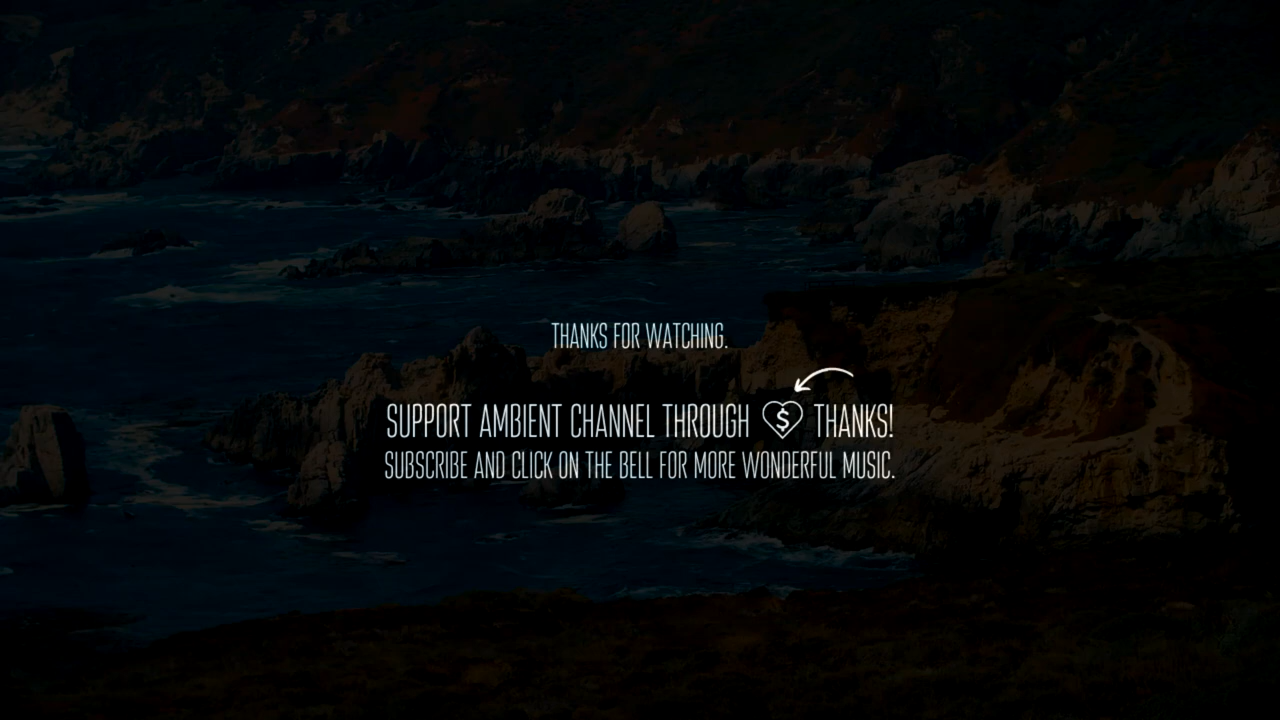 THANKS FOR WATCHING.
SUPPORT AMBIENT CHANNEL THROUGH $ THANKS!
SUBSCRIBE AND CLICK ON THE BELL FOR MORE WONDERFUL MUSIC.